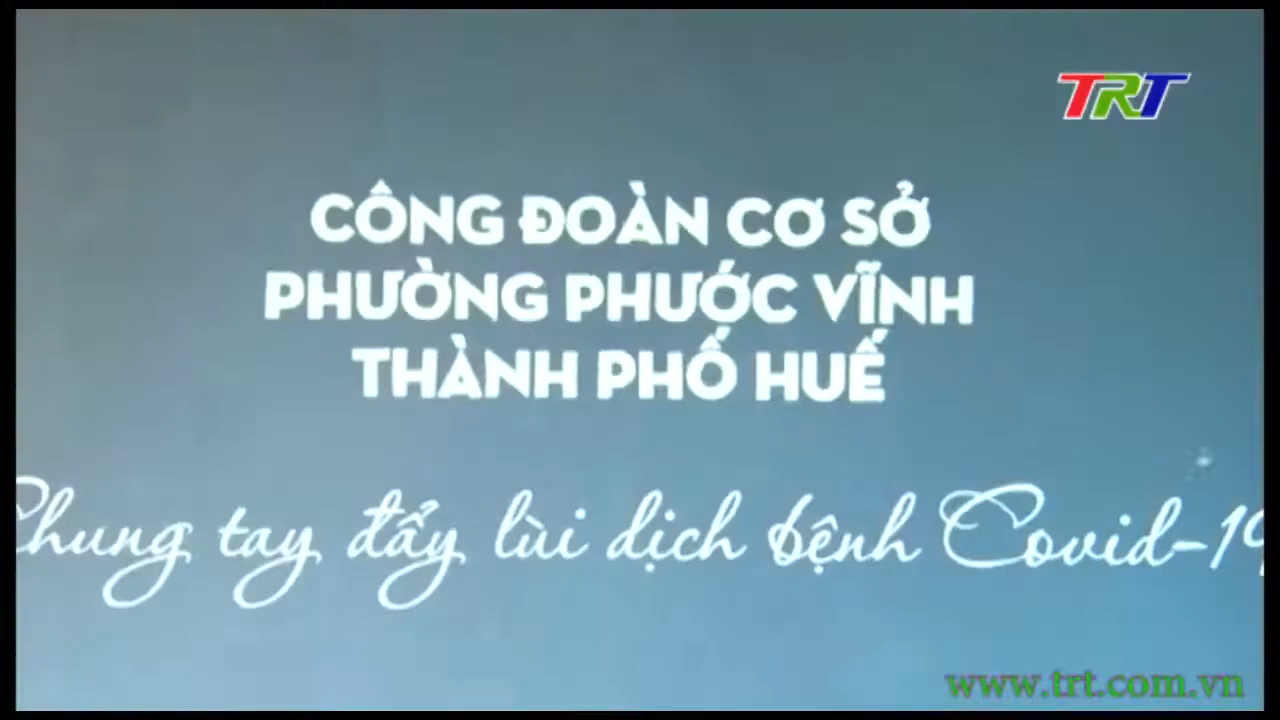 TRT
CÔNG ĐOÀN CƠ SỞ
PHƯỜNG PHƯỚC VĨNH
THÀNH PHỐ HUẾ
Chung tay đẩy lùi dịch bệnh Covid-19
www.trt.com.vn